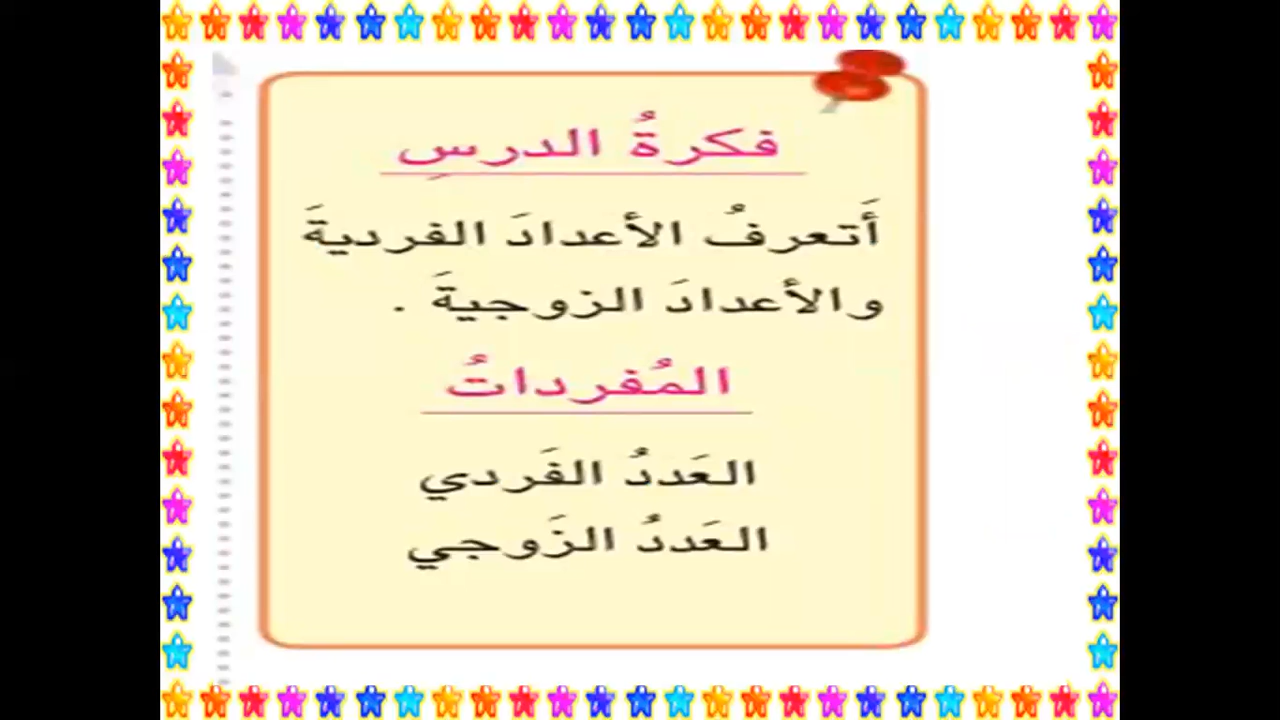 فكرةُ الدرسِ
أَتعرفُ الأعدادَ الفرديةَ
والأعدادَ الزوجيةَ .
المُفرداتُ
العَددُ الفَردي
العَددُ الزَوجي